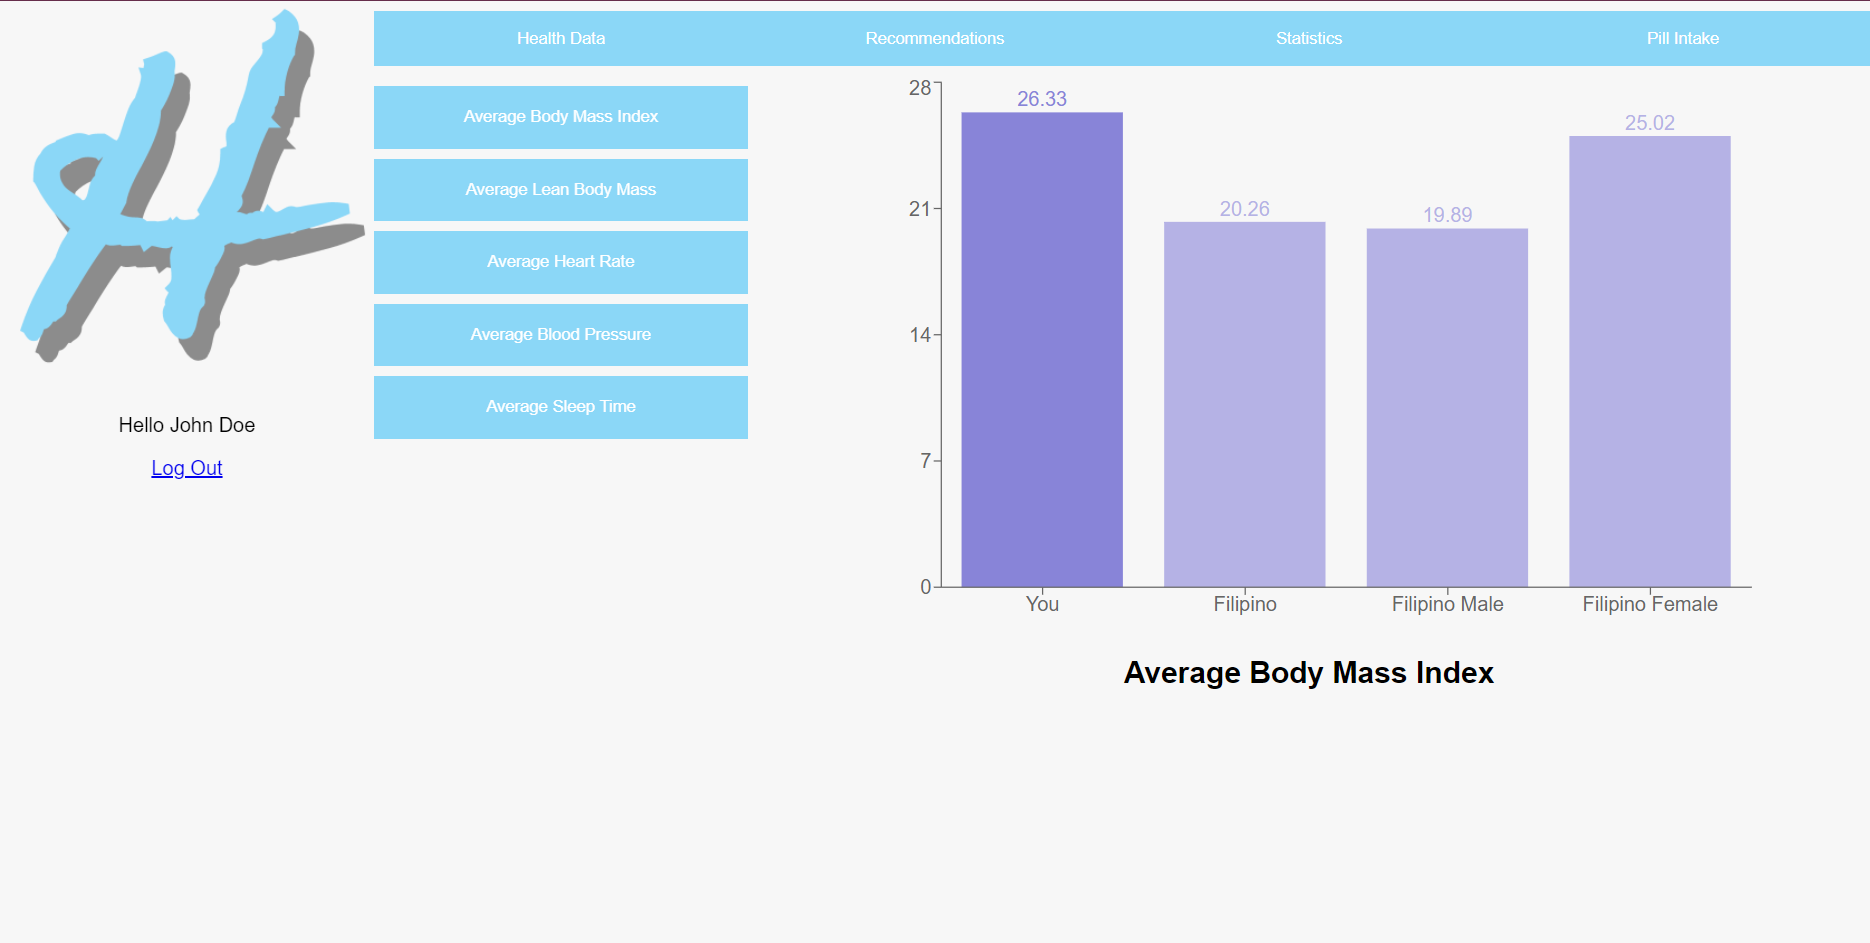 Health Data
Recommendations
Statistics
Pill Intake
Hello John Doe
Log Out
Average Body Mass Index
Average Lean Body Mass
Average Heart Rate
Average Blood Pressure
Average Sleep Time
28
21
14
7
0
26.33
20.26
19.89
25.02
You
Filipino
Filipino Male
Filipino Female
Average Body Mass Index